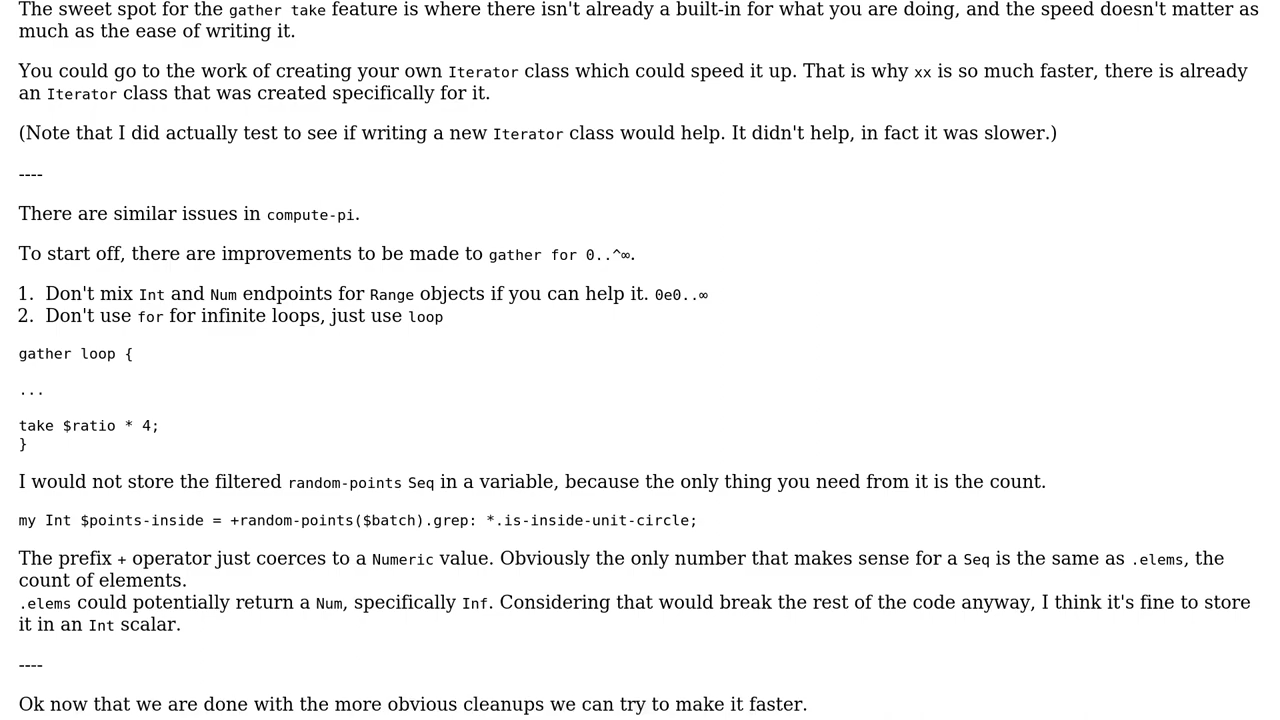 The sweet spot for the gather take feature is where there isn't already a built-in for what you are doing, and the speed doesn't matter as
much as the ease of writing it.
You could go to the work of creating your own Iterator class which could speed it up. That is why xx is so much faster, there is already
an Iterator class that was created specifically for it.
(Note that I did actually test to see if writing a new Iterator class would help. It didn't help, in fact it was slower.)
----
There are similar issues in compute-pi.
To start off, there are improvements to be made to gather for 0..^∞.
1. Don't mix Int and Num endpoints for Range objects if you can help it. 0e0..∞
2. Don't use for for infinite loops, just use loop
gather loop {
...
take $ratio * 4;
}
I would not store the filtered random-points Seq in a variable, because the only thing you need from it is the count.
my Int $points-inside = +random-points($batch).grep: *.is-inside-unit-circle;
The prefix + operator just coerces to a Numeric value. Obviously the only number that makes sense for a Seq is the same as .elems, the
count of elements.
.elems could potentially return a Num, specifically Inf. Considering that would break the rest of the code anyway, I think it's fine to store
it in an Int scalar.
----
Ok now that we are done with the more obvious cleanups we can try to make it faster.